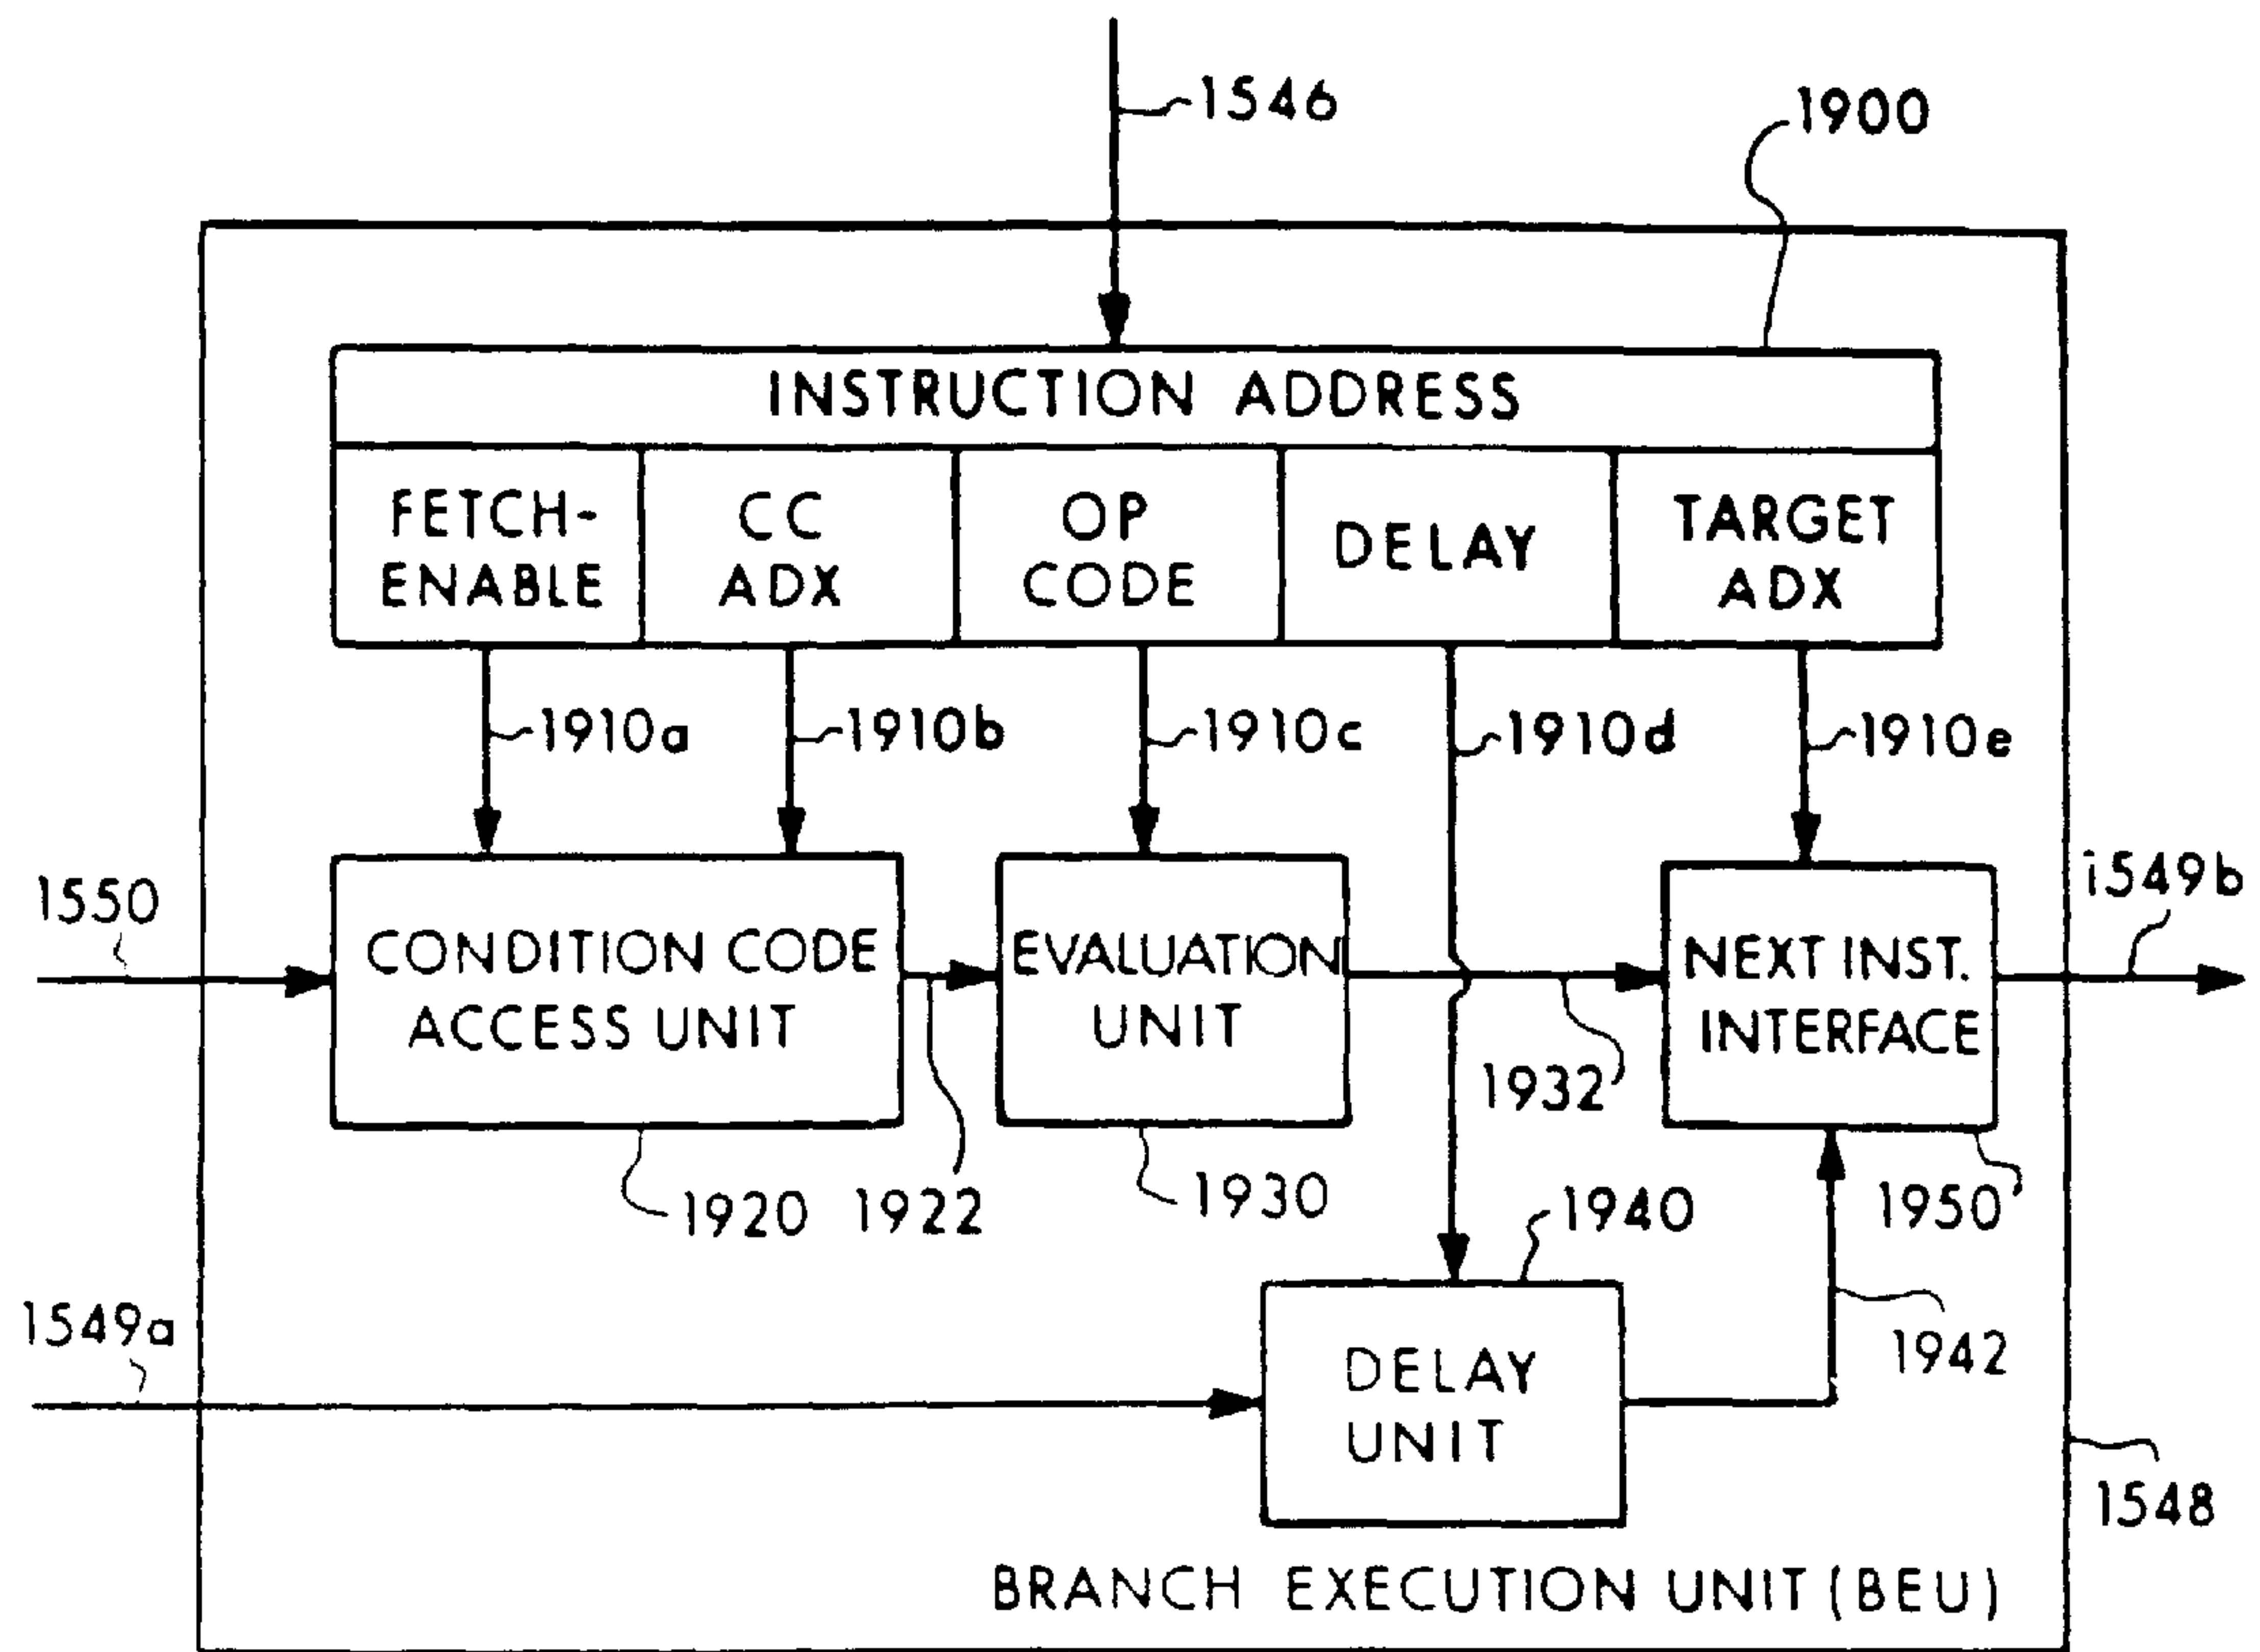 1546
1900
INSTRUCTION ADDRESS
FETCH-
ENABLE
CC
ADX
OP
CODE
DELAY
TARGET
ADX
1910a
1910b
1910c
1910d
1910e
1550
CONDITION CODE
ACCESS UNIT
EVALUATION
UNIT
NEXT INST.
INTERFACE
1549b
1932
1920
1922
1930
1940
1950
1549a
DELAY
UNIT
1942
1548
BRANCH EXECUTION UNIT (BEU)